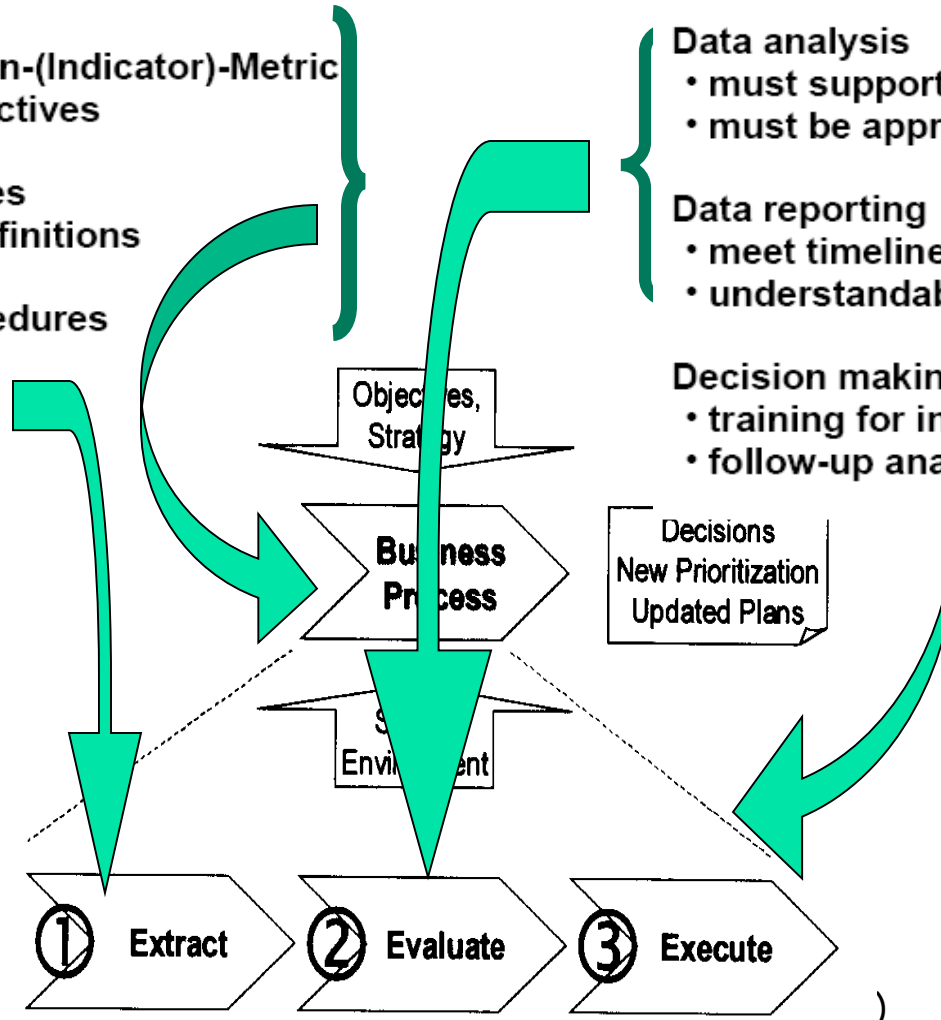 n-(Indicator)-Metric
ctives
es
finitions
edures
Data analysis
• must support
• must be appr
Data reporting
• meet timeline
• understandab
Decision makin
• training for in
• follow-up ana
Objectives,
Strategy
Business
Process
Decisions
New Prioritization
Updated Plans
1 Extract
2 Evaluate
3 Execute
)